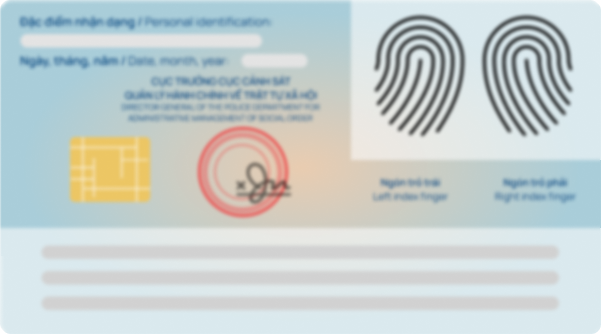 Đặc điểm nhận dạng / Personal identification:
Ngày, tháng, năm / Date, month, year:
CỤC TRƯỞNG CỤC CẢNH SÁT
QUẢN LÝ HÀNH CHÍNH VỀ TRẬT TỰ XÃ HỘI
DIRECTOR GENERAL OF THE POLICE DEPARTMENT FOR
ADMINISTRATIVE MANAGEMENT OF SOCIAL ORDER
Ngón trỏ trái
Left index finger
Ngón trỏ phải
Right index finger